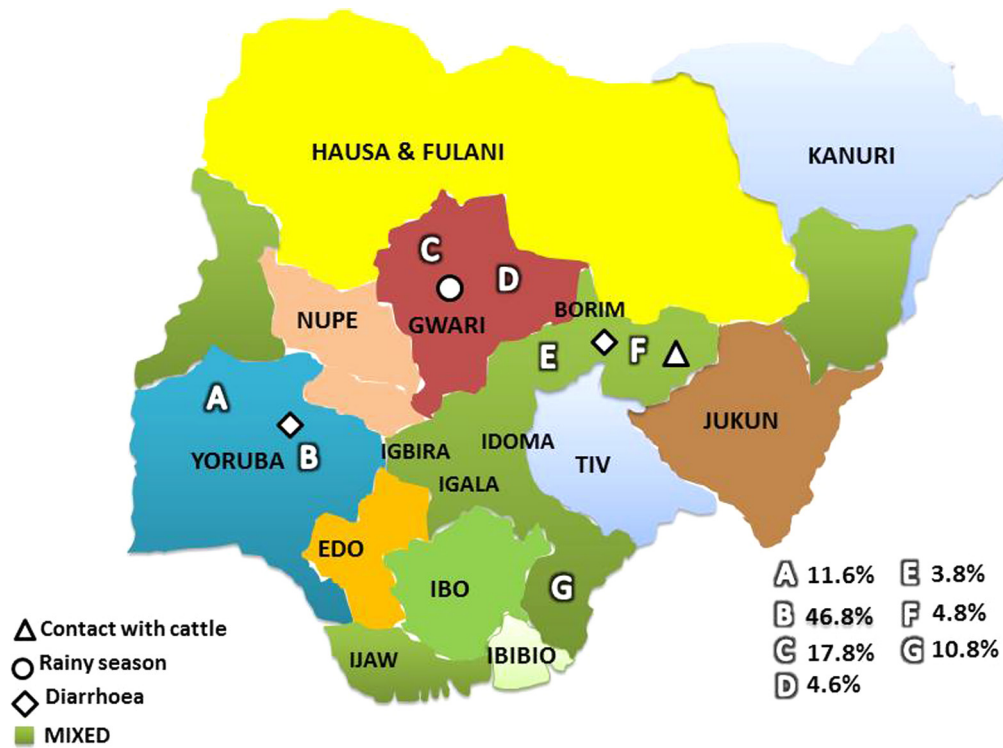 HAUSA & FULANI
KANURI
C
D
NUPE
GWARI
BORIM
E
F
A
JUKUN
YORUBA B
IGBIRA
IDOMA
TIV
IGALA
EDO
IBO
G
IJAW
IBIBIO
A 11.6%
E 3.8%
B 46.8%
F 4.8%
C 17.8%
G 10.8%
D 4.6%
Contact with cattle
Rainy season
Diarrhoea
MIXED